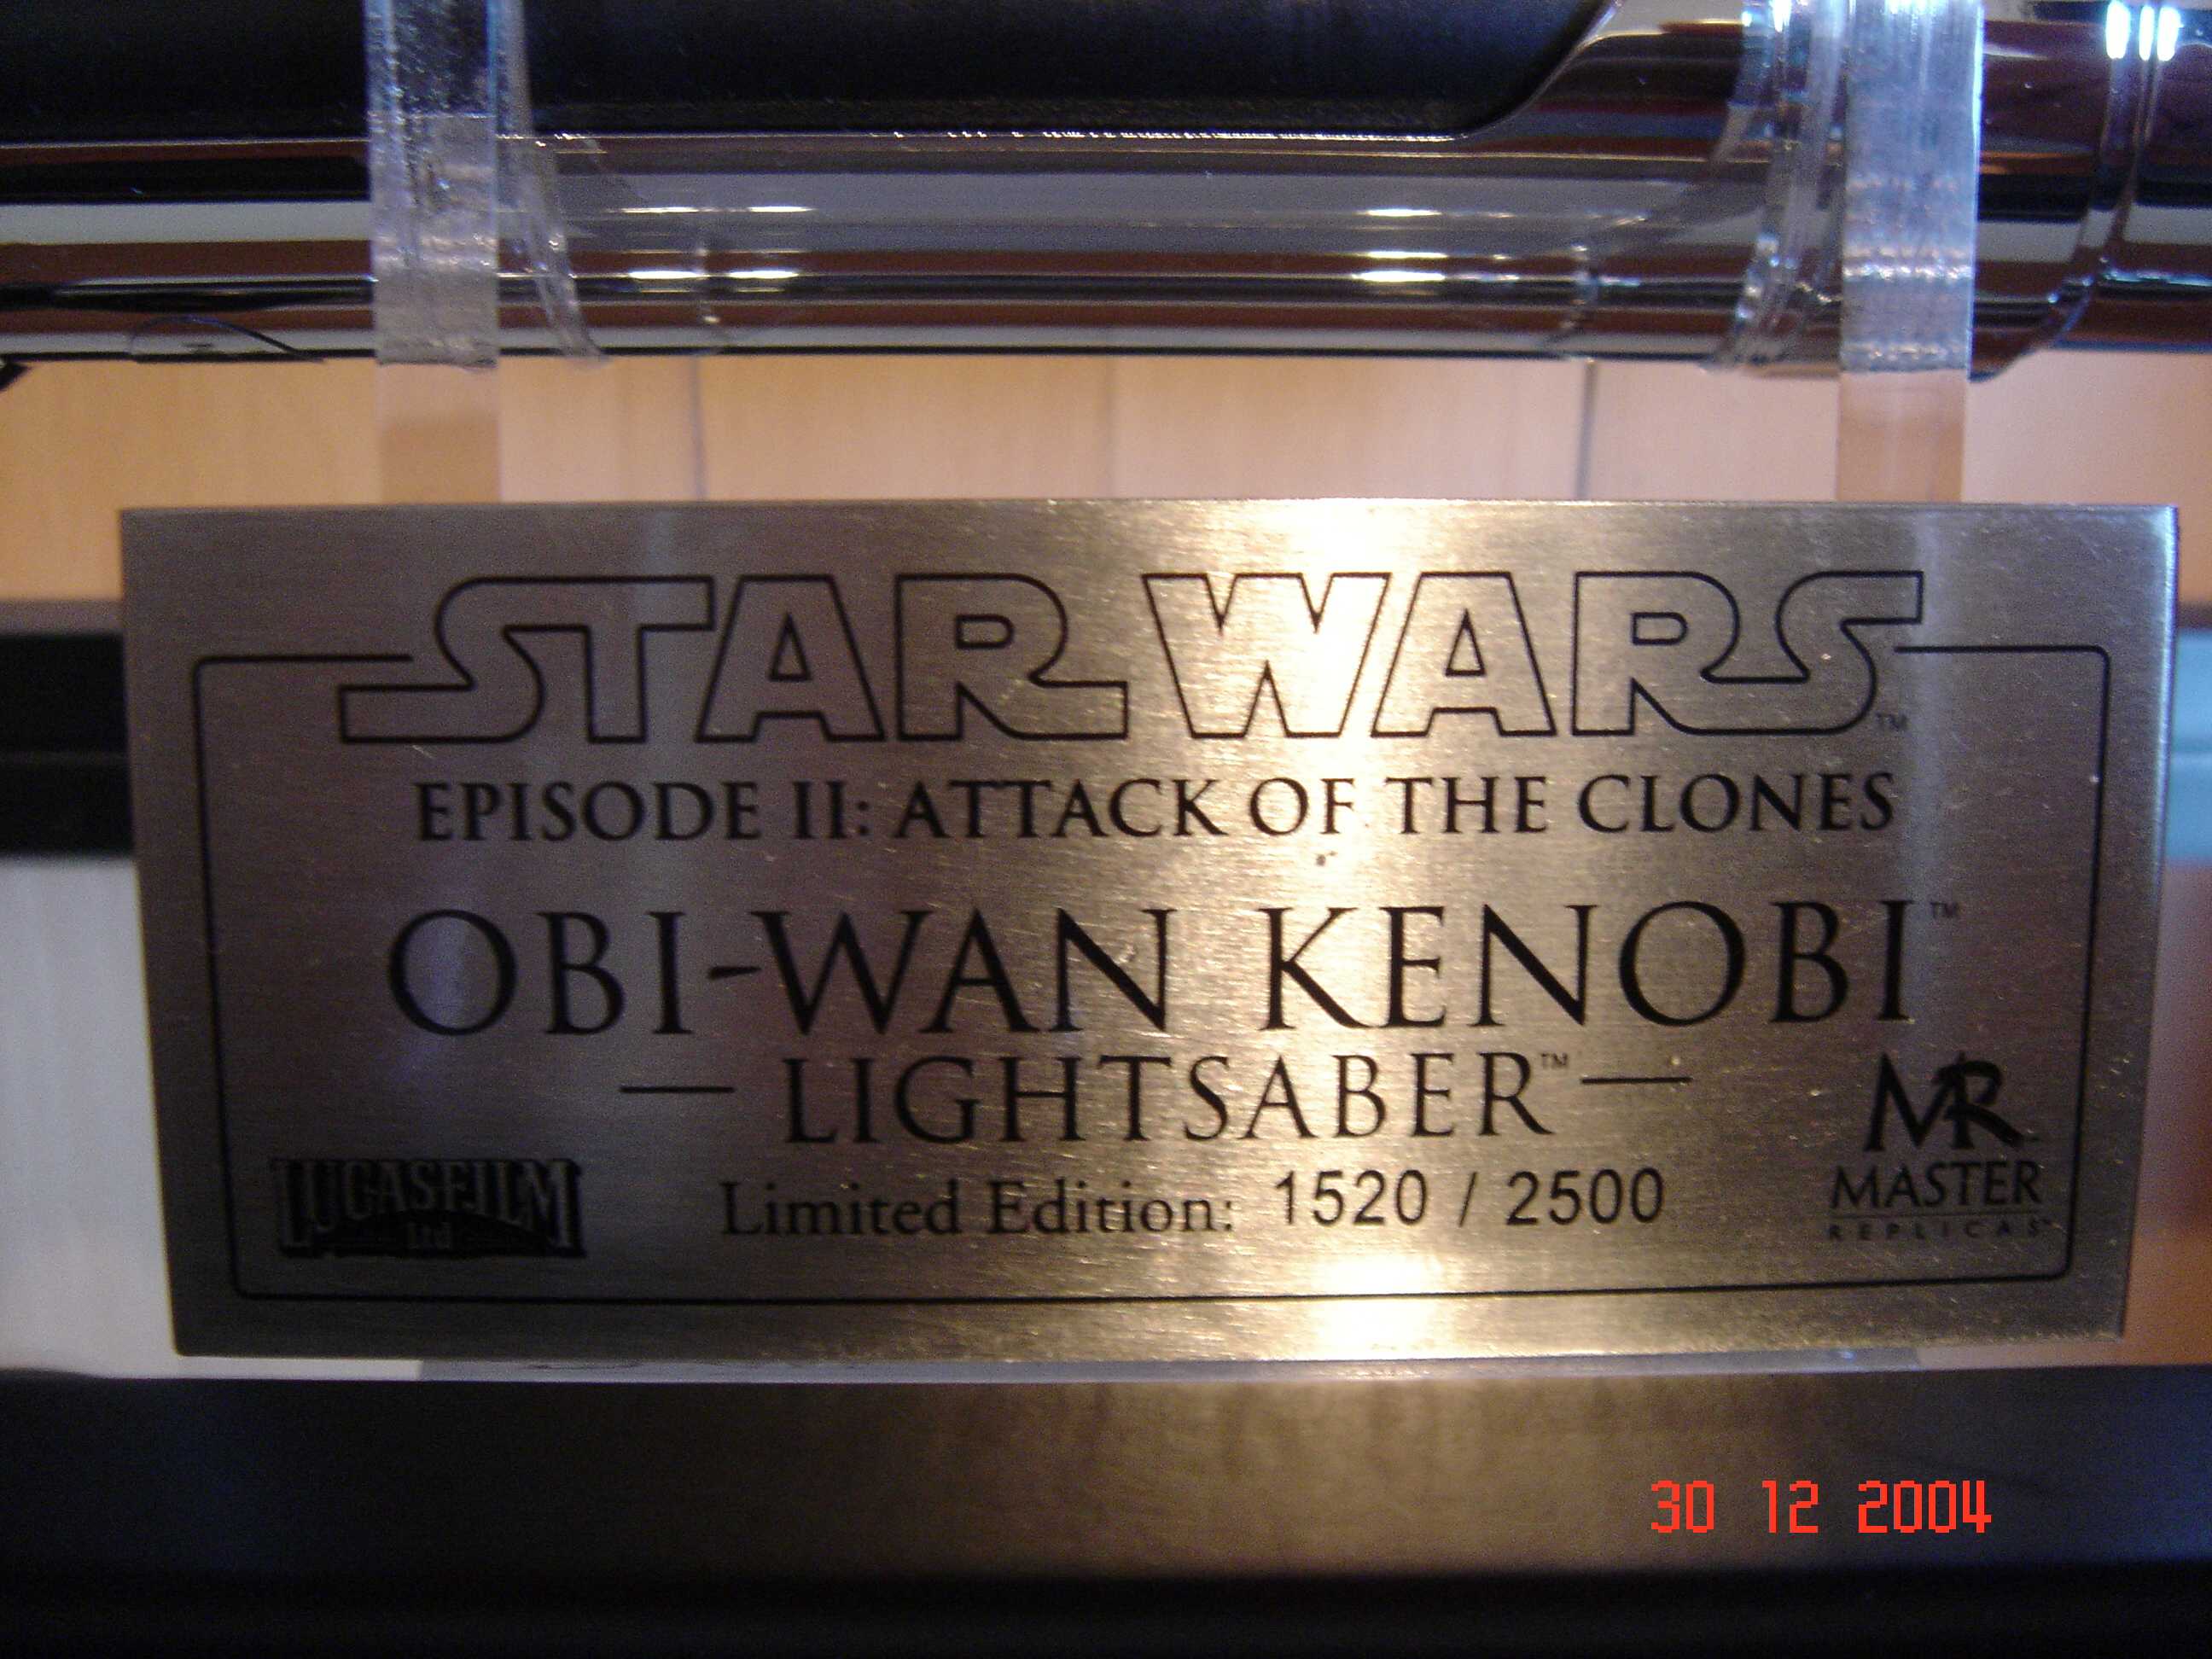 STAR WARS™
EPISODE II: ATTACK OF THE CLONES
OBI-WAN KENOBI™
— LIGHTSABER™ —
LUCASFILM
Ltd
Limited Edition: 1520 / 2500
MR
MASTER
REPLICAS
30 12 2004